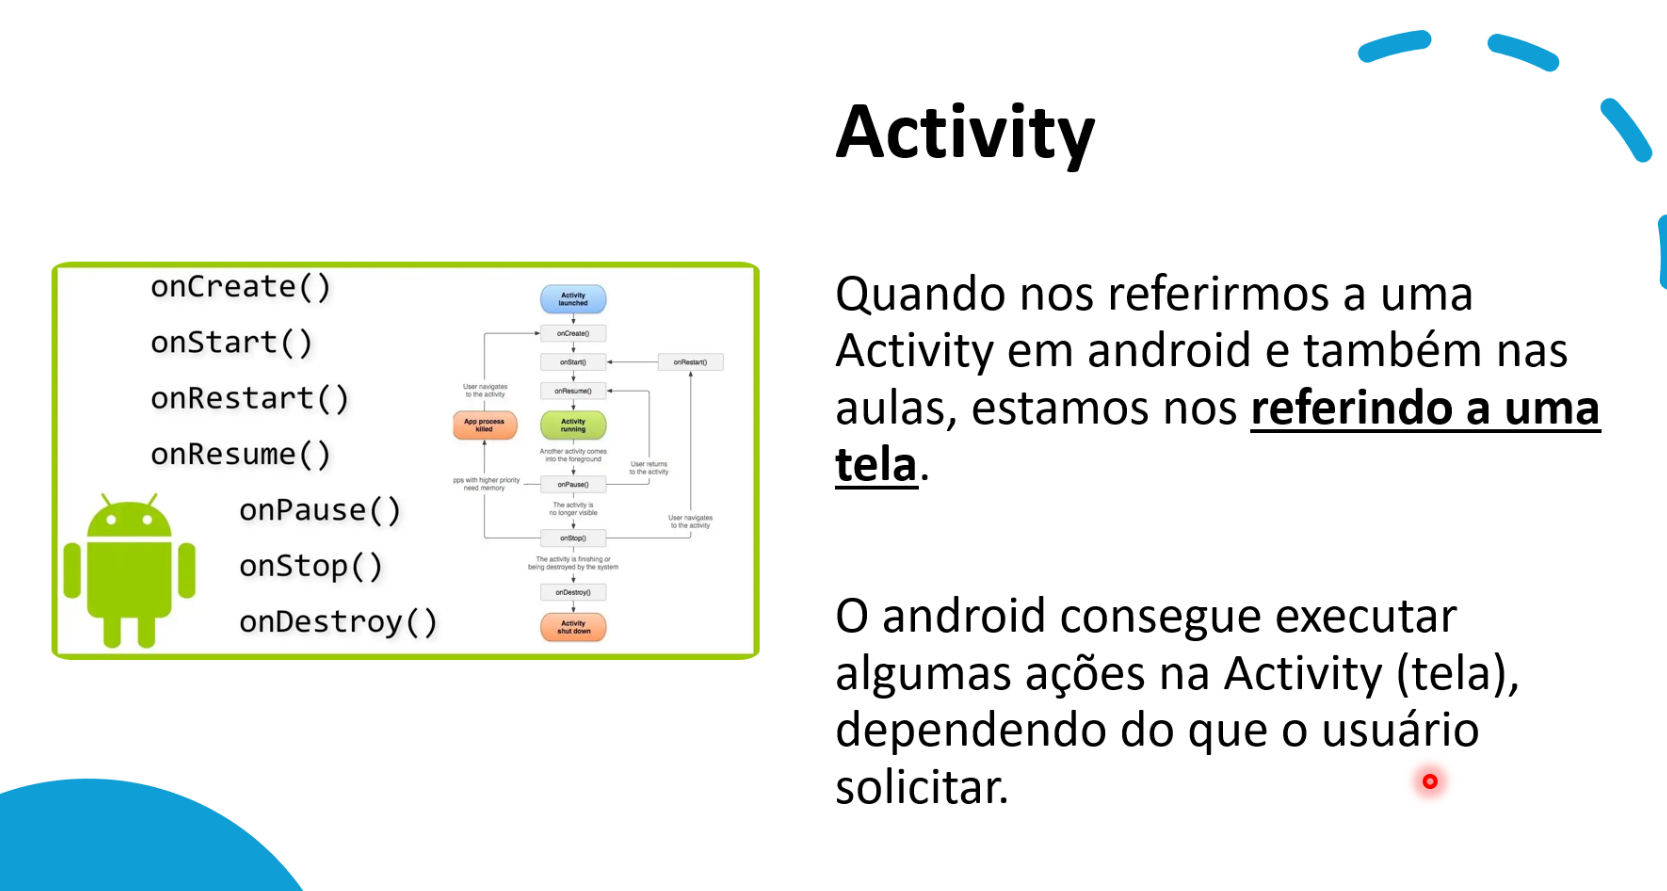 Activity
Quando nos referirmos a uma
Activity em android e também nas
aulas, estamos nos referindo a uma
tela.
O android consegue executar
algumas ações na Activity (tela),
dependendo do que o usuário
solicitar.
onCreate()
onStart()
onRestart()
onResume()
onPause()
onStop()
onDestroy()
Activity
launched
onCreate()
onStart()
onRestart()
onResume()
User navigates
to the activity
App process
killed
Activity
running
Another activity comes
into the foreground
User returns
to the activity
pps with higher priority
need memory
onPause()
The activity is
no longer visible
User navigates
to the activity
onStop()
The activity is finishing or
being destroyed by the system
onDestroy()
Activity
shut down